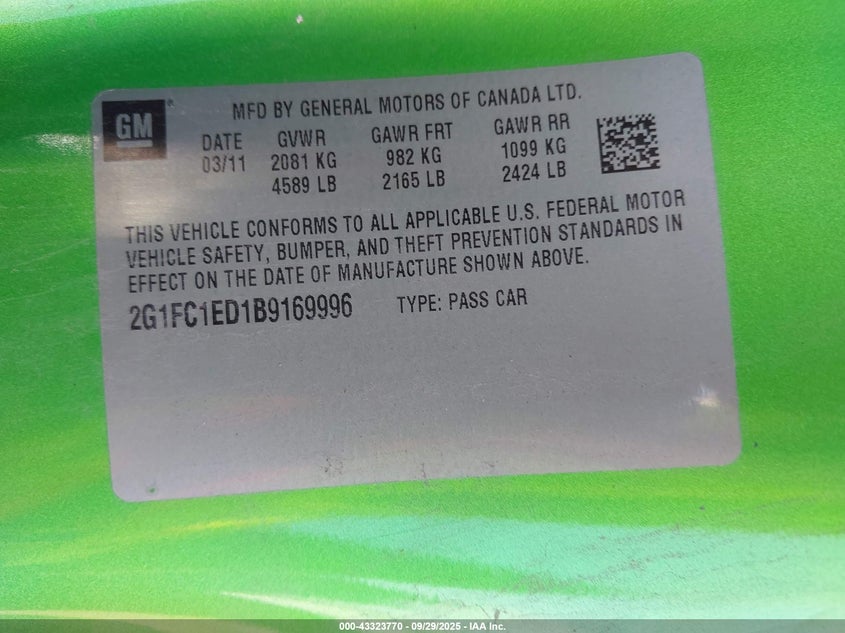 GM
MFD BY GENERAL MOTORS OF CANADA LTD.
DATE GVWR GAWR FRT GAWR RR
03/11 2081 KG 982 KG 1099 KG
4589 LB 2165 LB 2424 LB
THIS VEHICLE CONFORMS TO ALL APPLICABLE U.S. FEDERAL MOTOR
VEHICLE SAFETY, BUMPER, AND THEFT PREVENTION STANDARDS IN
EFFECT ON THE DATE OF MANUFACTURE SHOWN ABOVE.
2G1FC1ED1B9169996 TYPE: PASS CAR
000-43323770 - 09/29/2025 - IAA Inc.